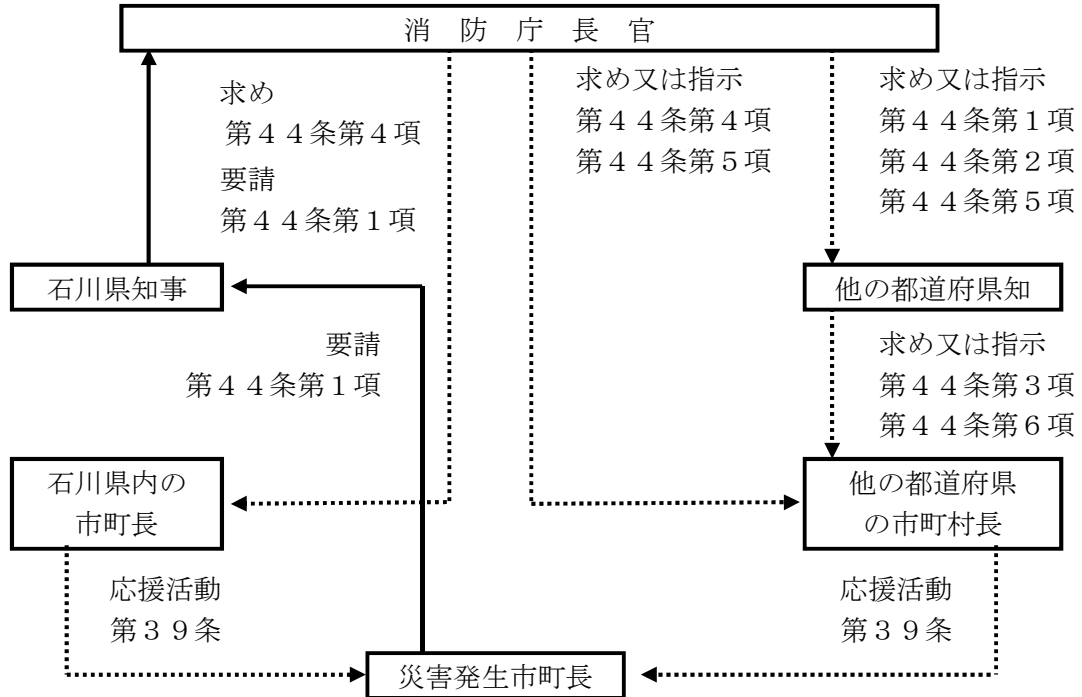 消　防　庁　長　官
求め
第４４条第４項
要請
第４４条第１項
求め又は指示
第４４条第４項
第４４条第５項
求め又は指示
第４４条第１項
第４４条第２項
第４４条第５項
石川県知事
他の都道府県知
要請
第４４条第１項
求め又は指示
第４４条第３項
第４４条第６項
石川県内の
市町長
他の都道府県
の市町村長
応援活動
第３９条
応援活動
第３９条
災害発生市町長